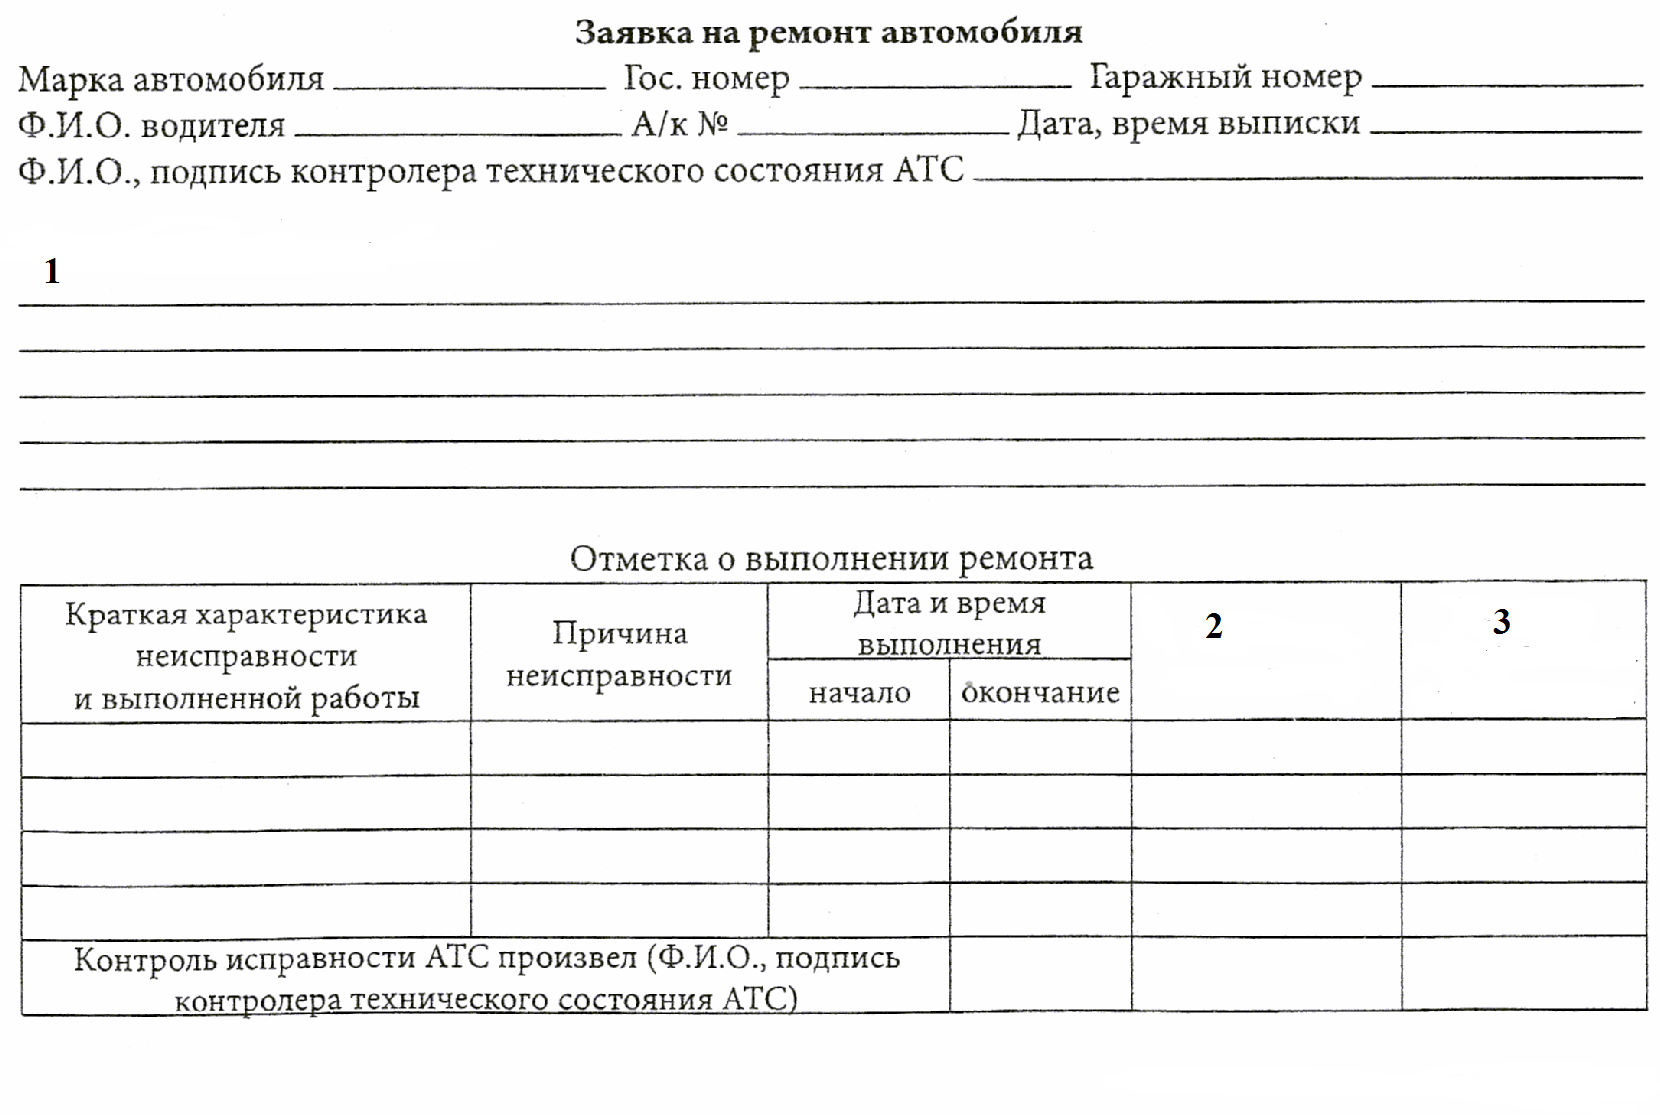 Заявка на ремонт автомобиля
Марка автомобиля Гос. номер Гаражный номер
Ф.И.О. водителя А/к № Дата, время выписки
Ф.И.О., подпись контролера технического состояния АТС
1
Отметка о выполнении ремонта
Краткая характеристика
неисправности
и выполненной работы
Причина
неисправности
Дата и время
выполнения
начало
окончание
2
3
Контроль исправности АТС произвел (Ф.И.О., подпись
контролера технического состояния АТС)